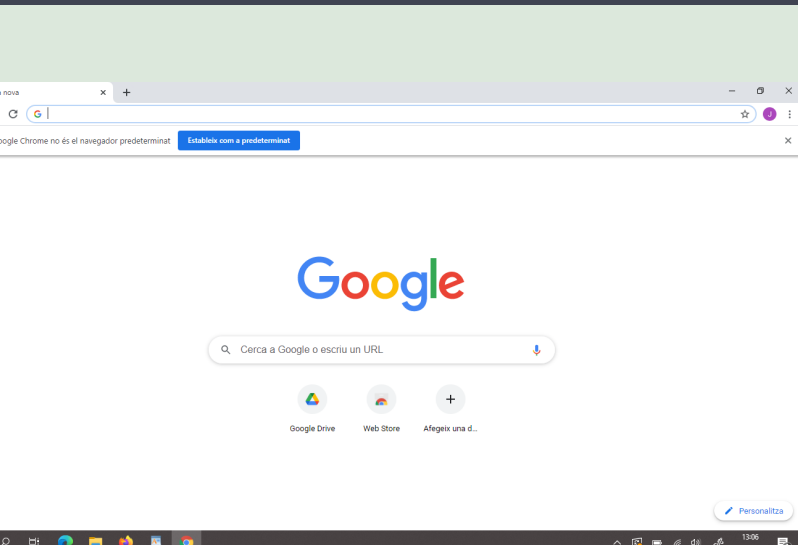 nova
Google Chrome no és el navegador predeterminat
Estableix com a predeterminat
Google
Cerca a Google o escriu un URL
Google Drive
Web Store
Afegeix una d...
Personalitza
13:06